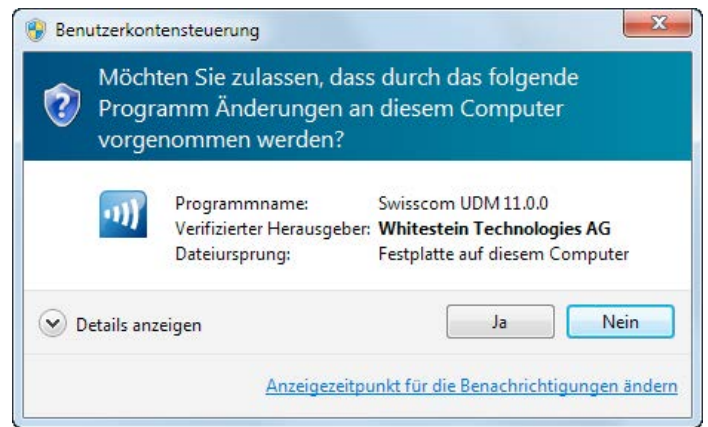 Benutzerkontensteuerung
Möchten Sie zulassen, dass durch das folgende
Programm Änderungen an diesem Computer
vorgenommen werden?
Programmname: Swisscom UDM 11.0.0
Verifizierter Herausgeber: Whitestein Technologies AG
Dateiursprung: Festplatte auf diesem Computer
Details anzeigen Ja Nein
Anzeigezeitpunkt für die Benachrichtigungen ändern